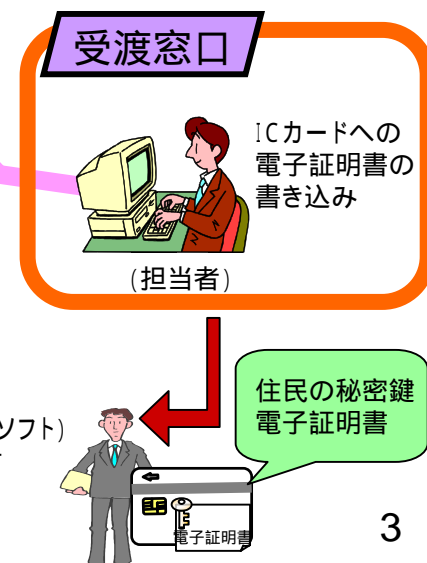 受渡窓口
ICカードへの
電子証明書の
書き込み
(担当者)
住民の秘密鍵
電子証明書
ソフト)
電子証明書
3